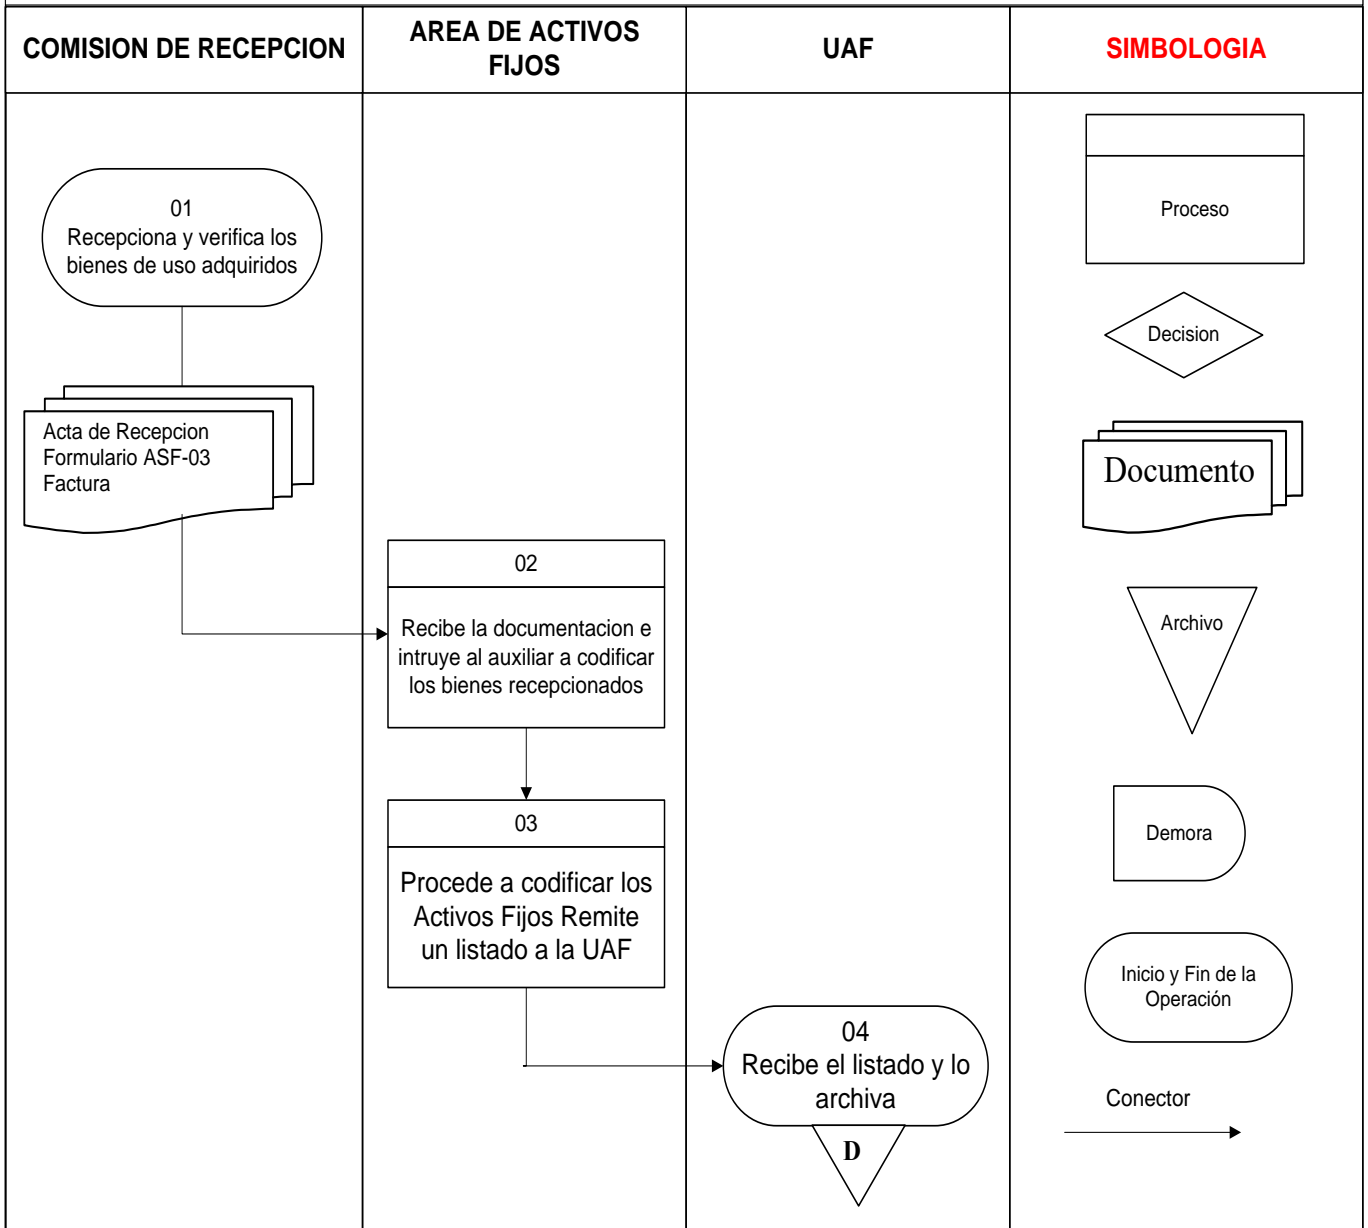 COMISION DE RECEPCION
AREA DE ACTIVOS
FIJOS
UAF
SIMBOLOGIA
01
Recepciona y verifica los
bienes de uso adquiridos
Acta de Recepcion
Formulario ASF-03
Factura
02
Recibe la documentacion e
intruye al auxiliar a codificar
los bienes recepcionados
03
Procede a codificar los
Activos Fijos Remite
un listado a la UAF
04
Recibe el listado y lo
archiva
D
Proceso
Decision
Documento
Archivo
Demora
Inicio y Fin de la
Operación
Conector